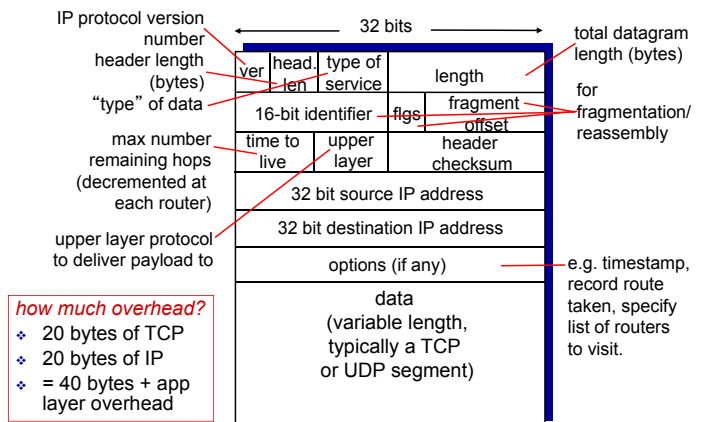 IP protocol version
number
header length
(bytes)
“type” of data
max number
remaining hops
(decremented at
each router)
upper layer protocol
to deliver payload to
how much overhead?
20 bytes of TCP
20 bytes of IP
= 40 bytes + app
layer overhead
32 bits
ver
head.
len
type of
service
length
16-bit identifier
flgs
fragment
offset
time to
live
upper
layer
header
checksum
32 bit source IP address
32 bit destination IP address
options (if any)
data
(variable length,
typically a TCP
or UDP segment)
total datagram
length (bytes)
for
fragmentation/
reassembly
e.g. timestamp,
record route
taken, specify
list of routers
to visit.